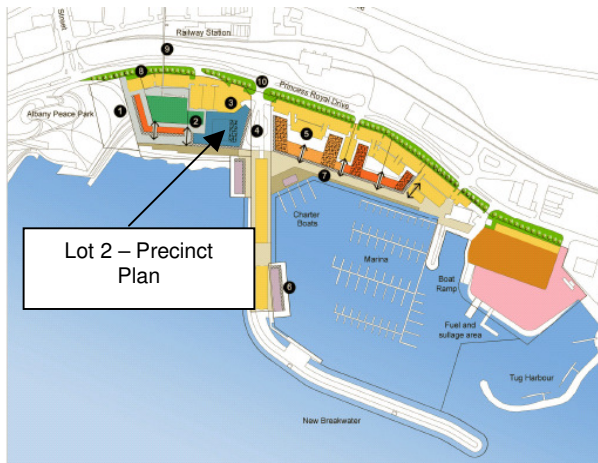 Street
Railway Station
9
8
10
Princess Royal Drive
Albany Peace Park
1
2
3
4
5
7
Charter
Boats
Lot 2 – Precinct
Plan
Marina
6
Boat
Ramp
Fuel and
sullage area
Tug Harbour
New Breakwater